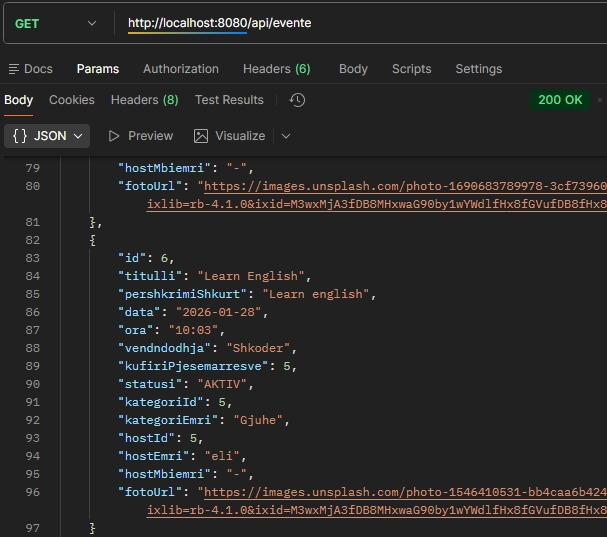 GET http://localhost:8080/api/evente
Docs Params Authorization Headers (6) Body Scripts Settings
Body Cookies Headers (8) Test Results 200 OK
{} JSON Preview Visualize
79 "hostMbiemri": "-",
80 "fotoUrl": "https://images.unsplash.com/photo-1690683789978-3cf73960
ixlib=rb-4.1.0&ixid=M3wxMjA3fDB8MHxwaG90by1wYWdlfHx8fGVufDB8fHx8
81 },
82 {
83 "id": 6,
84 "titulli": "Learn English",
85 "pershkrimiShkurt": "Learn english",
86 "data": "2026-01-28",
87 "ora": "10:03",
88 "vendndodhja": "Shkoder",
89 "kufiriPjesemarresve": 5,
90 "statusi": "AKTIV",
91 "kategoriId": 5,
92 "kategoriEmri": "Gjuhe",
93 "hostId": 5,
94 "hostEmri": "eli",
95 "hostMbiemri": "-",
96 "fotoUrl": "https://images.unsplash.com/photo-1546410531-bb4caa6b424
ixlib=rb-4.1.0&ixid=M3wxMjA3fDB8MHxwaG90by1wYWdlfHx8fGVufDB8fHx8
97 }